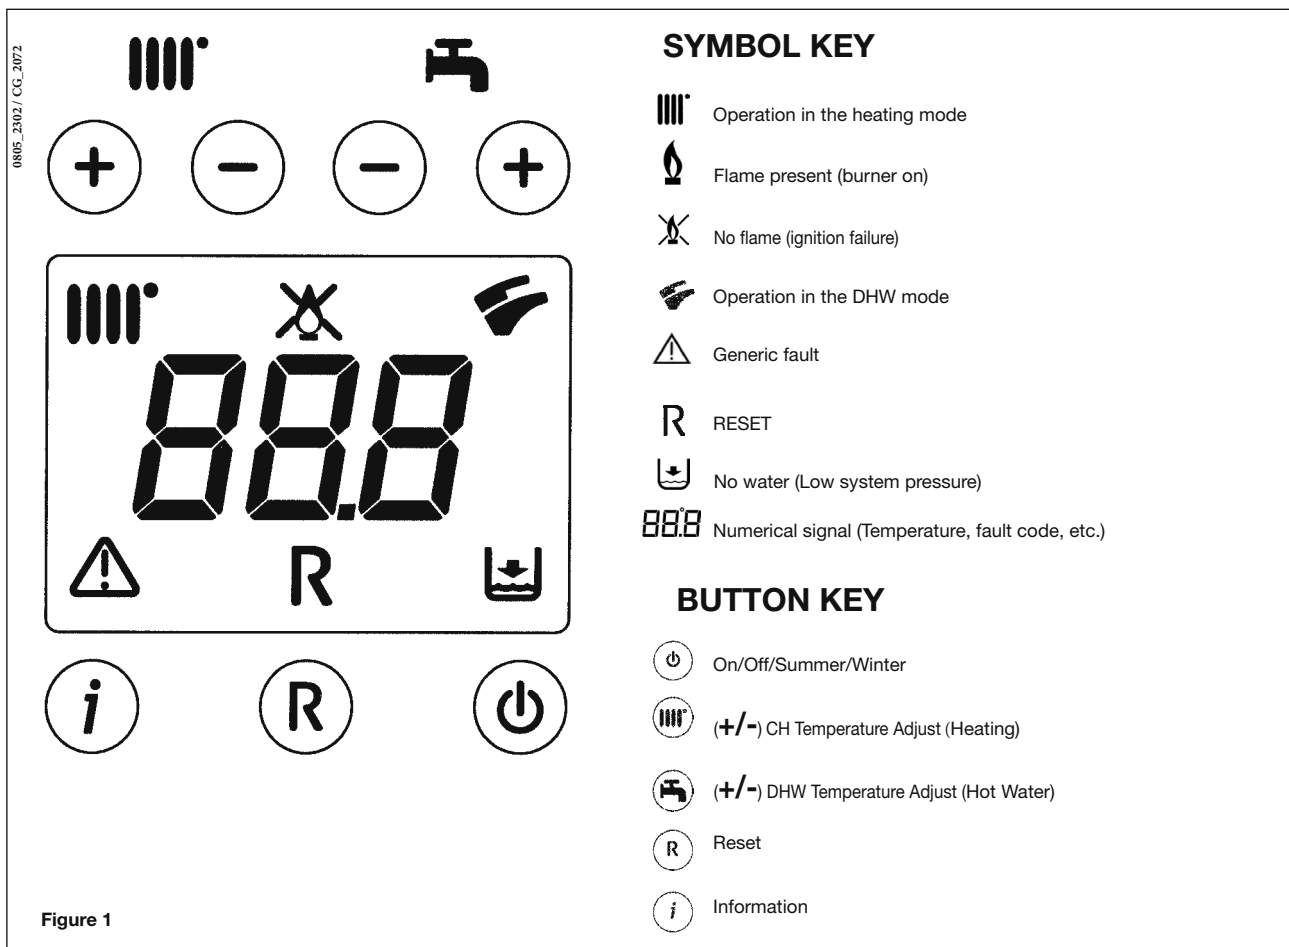 0805_2302 / CG_2072
88.8
R
i
R
Figure 1
SYMBOL KEY
Operation in the heating mode
Flame present (burner on)
No flame (ignition failure)
Operation in the DHW mode
Generic fault
R RESET
No water (Low system pressure)
88.8 Numerical signal (Temperature, fault code, etc.)
BUTTON KEY
On/Off/Summer/Winter
(+/-) CH Temperature Adjust (Heating)
(+/-) DHW Temperature Adjust (Hot Water)
R Reset
i Information